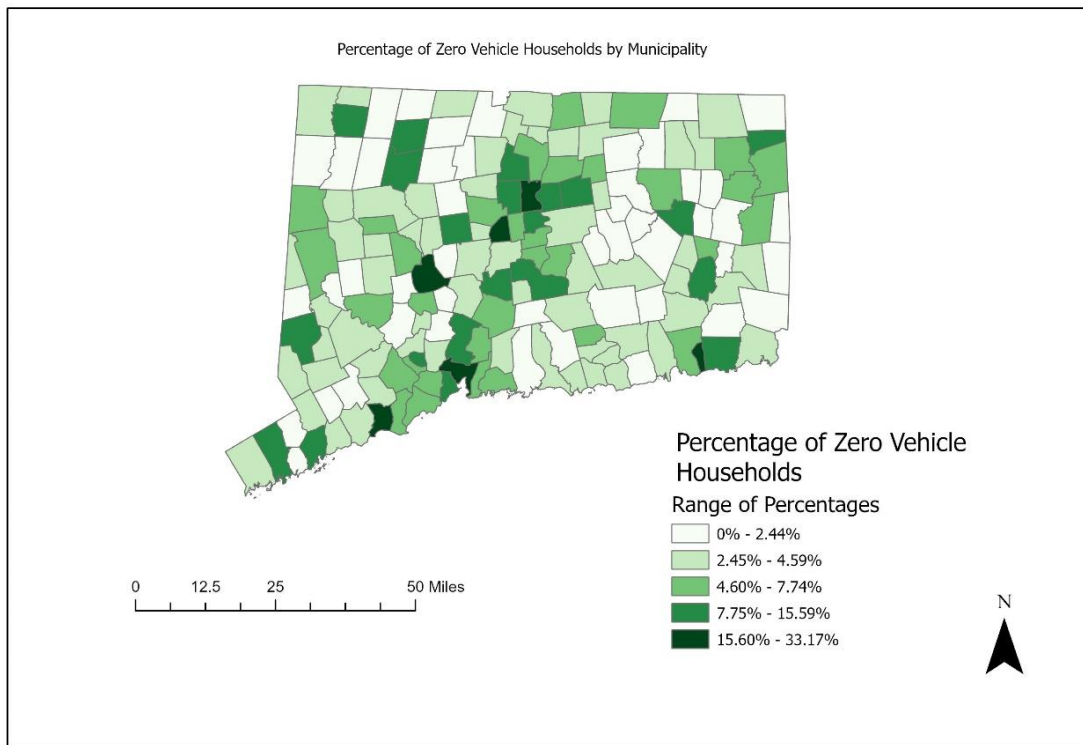 Percentage of Zero Vehicle Households by Municipality
Percentage of Zero Vehicle
Households
Range of Percentages
0% - 2.44%
2.45% - 4.59%
4.60% - 7.74%
7.75% - 15.59%
15.60% - 33.17%
0 12.5 25 50 Miles
N